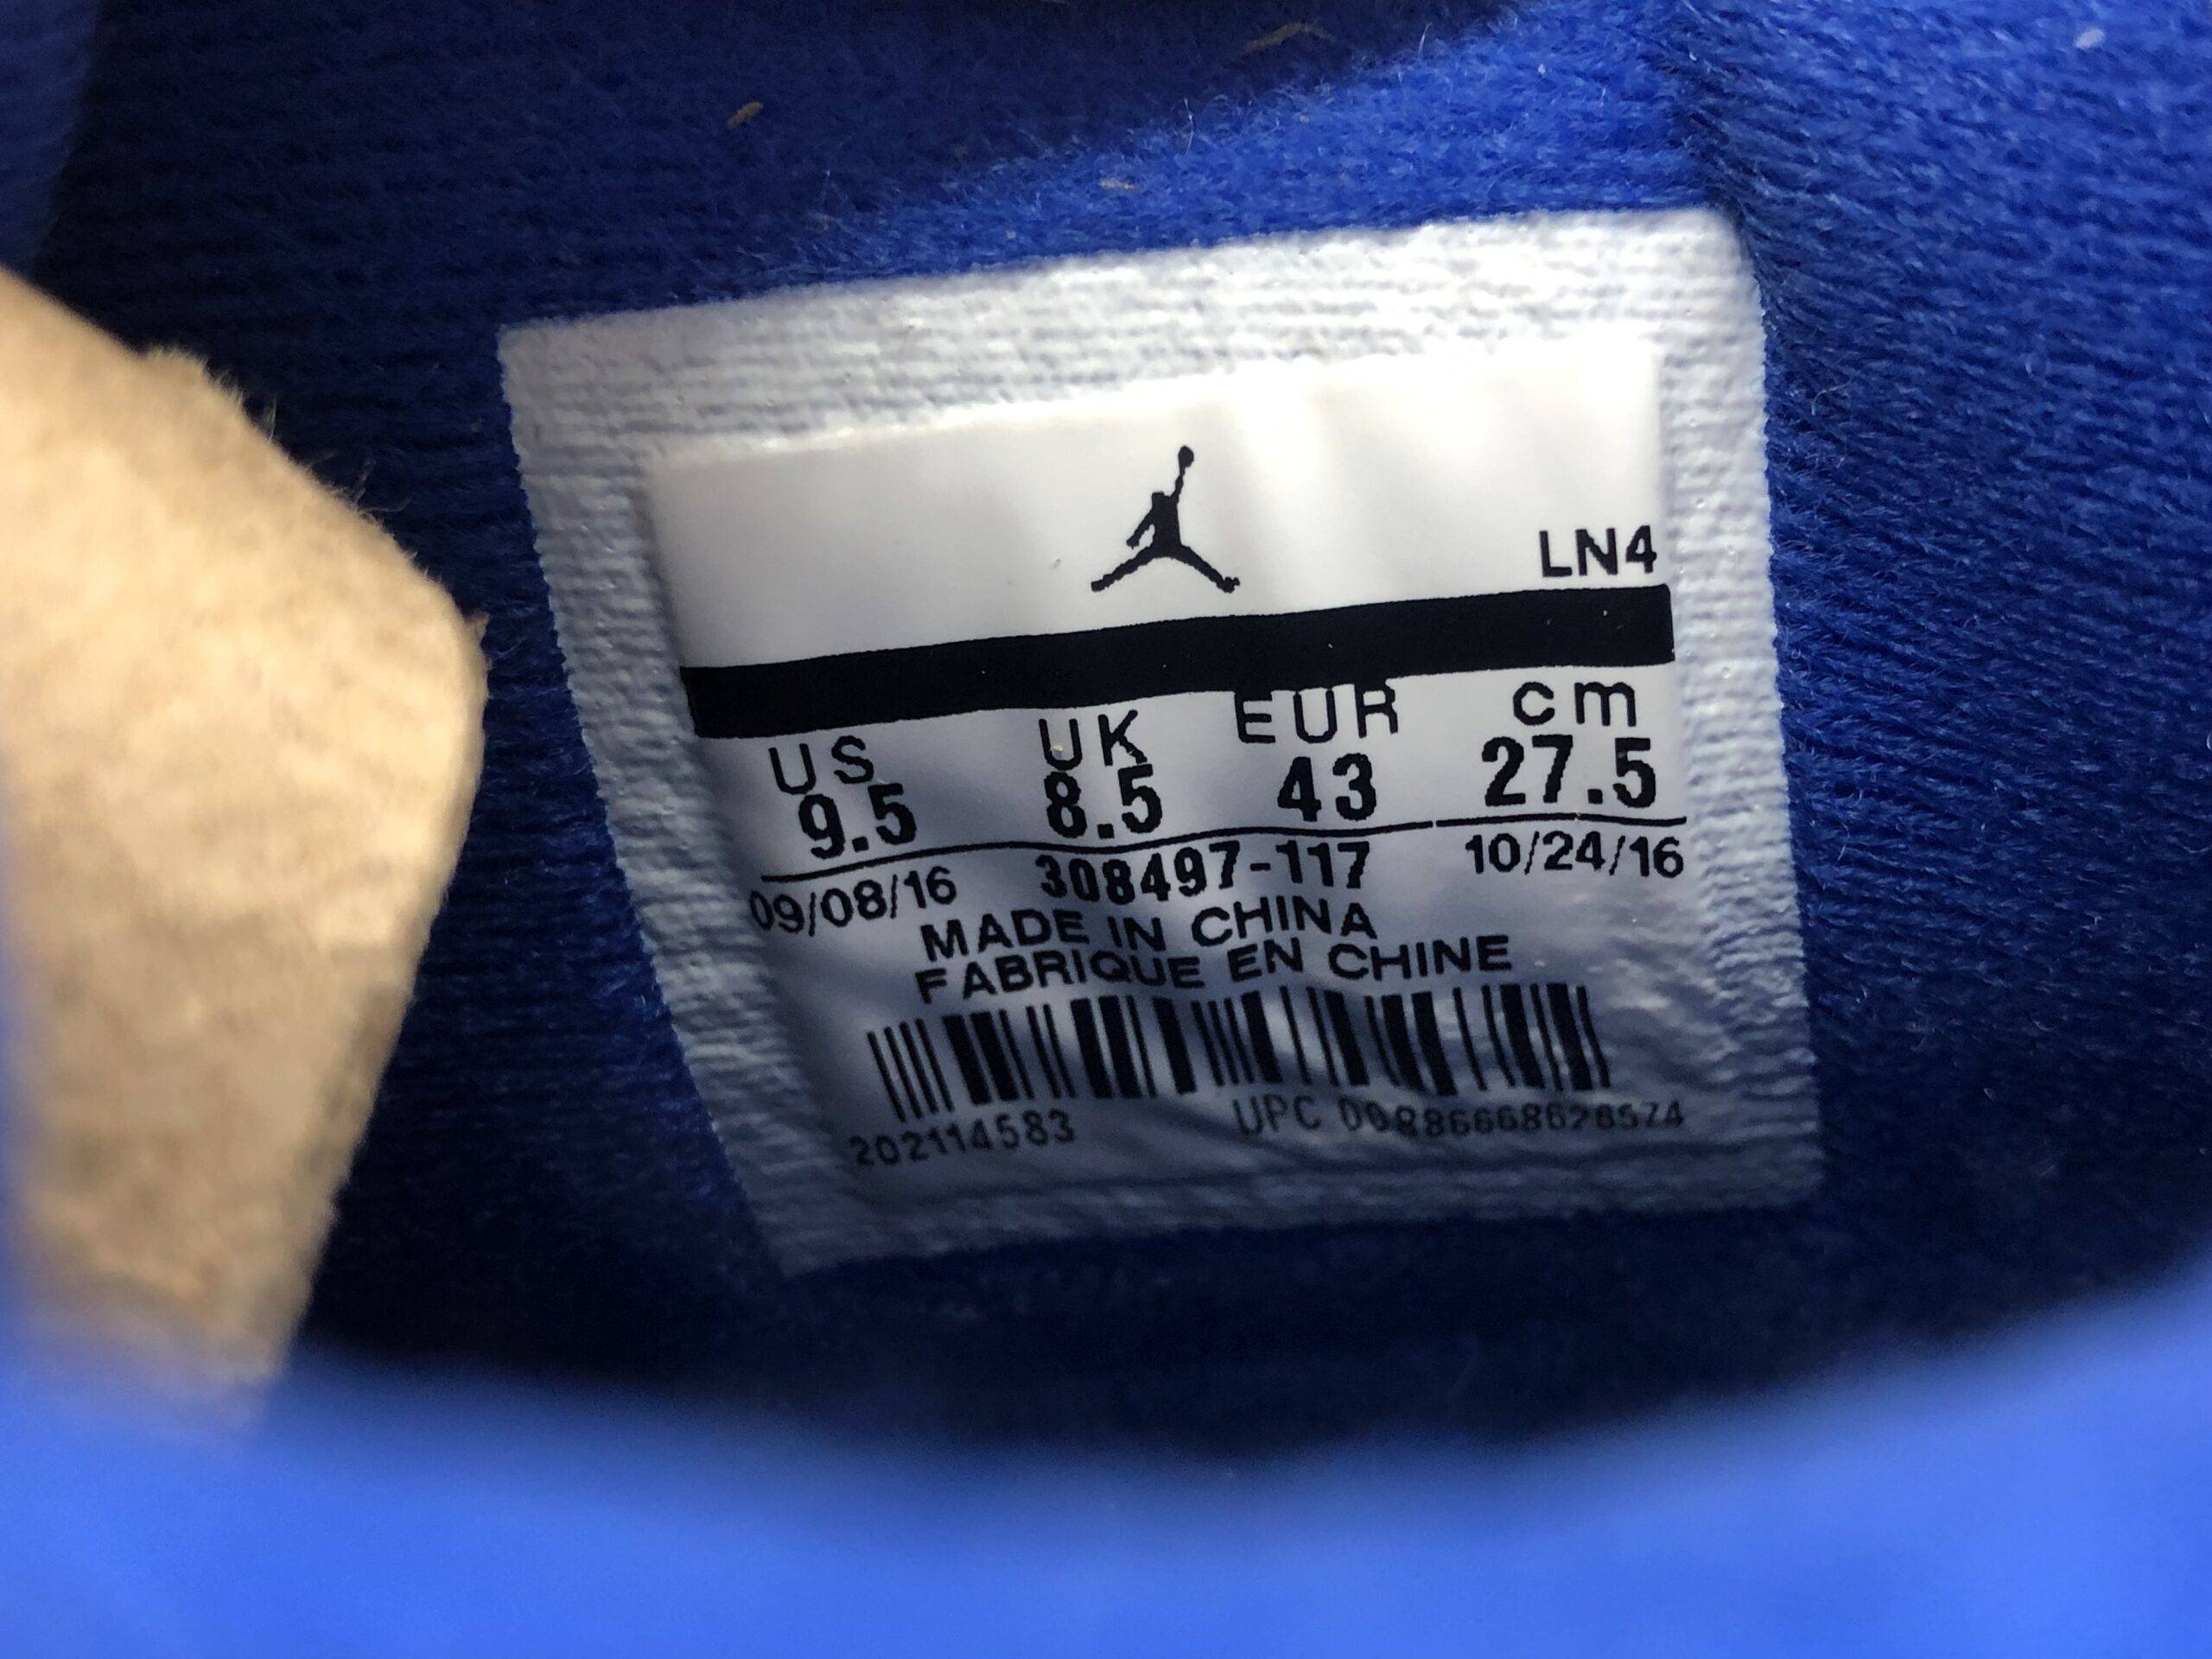 LN4
US UK EUR cm
9.5 8.5 43 27.5
09/08/16 308497-117 10/24/16
MADE IN CHINA
FABRIQUE EN CHINE
202114583 UPC